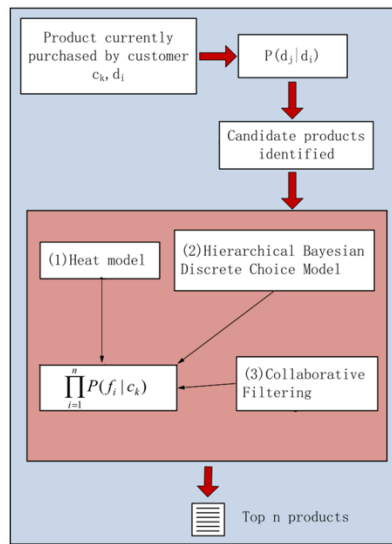 Product currently
purchased by customer
c_k, d_i
P(d_j|d_i)
Candidate products
identified
(1)Heat model
(2)Hierarchical Bayesian
Discrete Choice Model
∏_{i=1}^{n} P(f_i | c_k)
(3)Collaborative
Filtering
Top n products